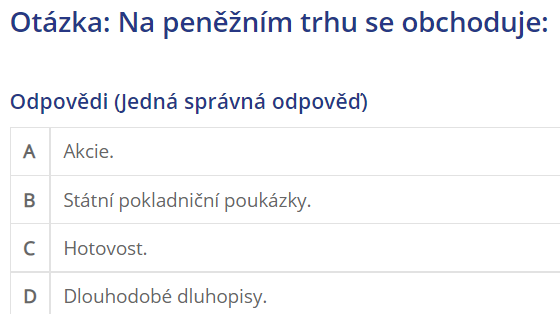 Otázka: Na peněžním trhu se obchoduje:
Odpovědi (Jedná správná odpověď)
A Akcie.
B Státní pokladniční poukázky.
C Hotovost.
D Dlouhodobé dluhopisy.